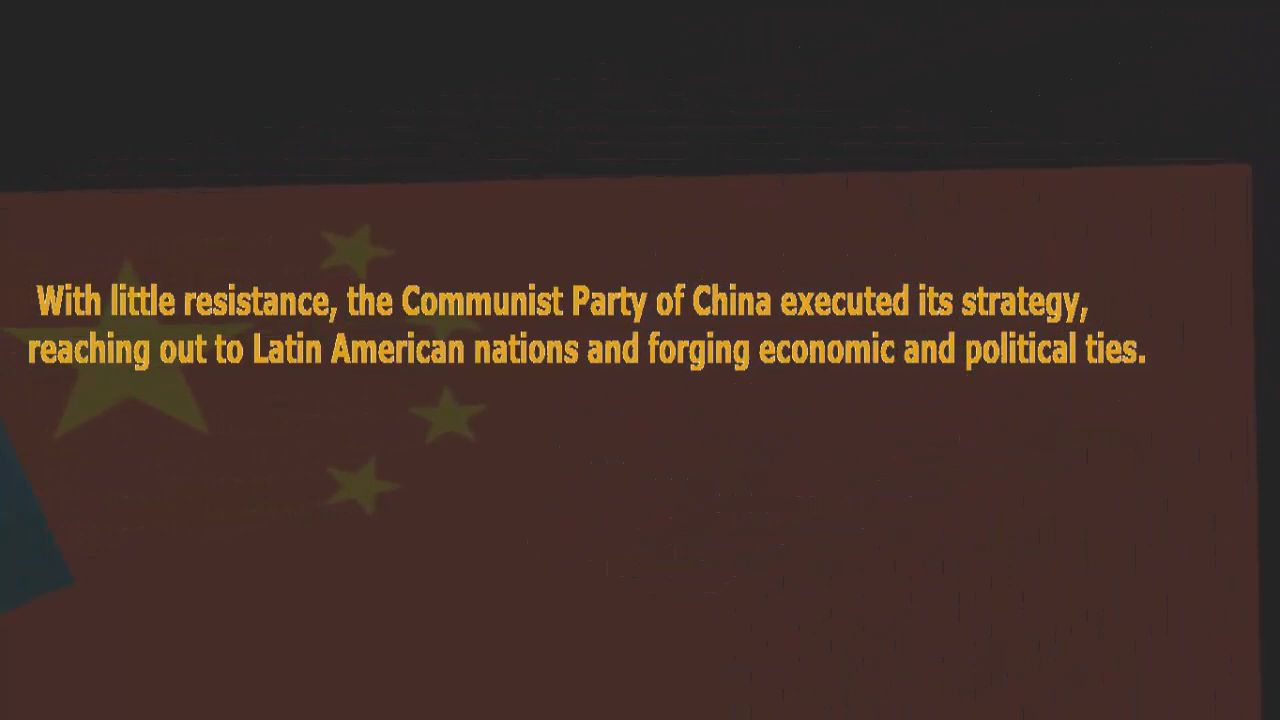 With little resistance, the Communist Party of China executed its strategy,
reaching out to Latin American nations and forging economic and political ties.